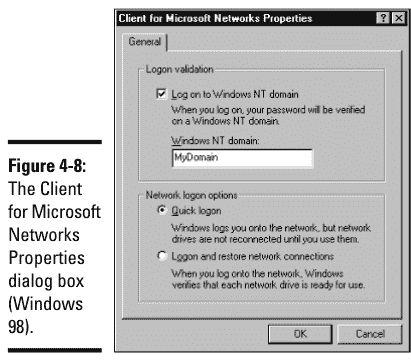 Client for Microsoft Networks Properties
General
Logon validation
Log on to Windows NT domain
When you log on, your password will be verified
on a Windows NT domain.
Windows NT domain:
MyDomain
Network logon options
Quick logon
Windows logs you onto the network, but network
drives are not reconnected until you use them.
Logon and restore network connections
When you log onto the network, Windows
verifies that each network drive is ready for use.
OK
Cancel
Figure 4-8:
The Client
for Microsoft
Networks
Properties
dialog box
(Windows
98).